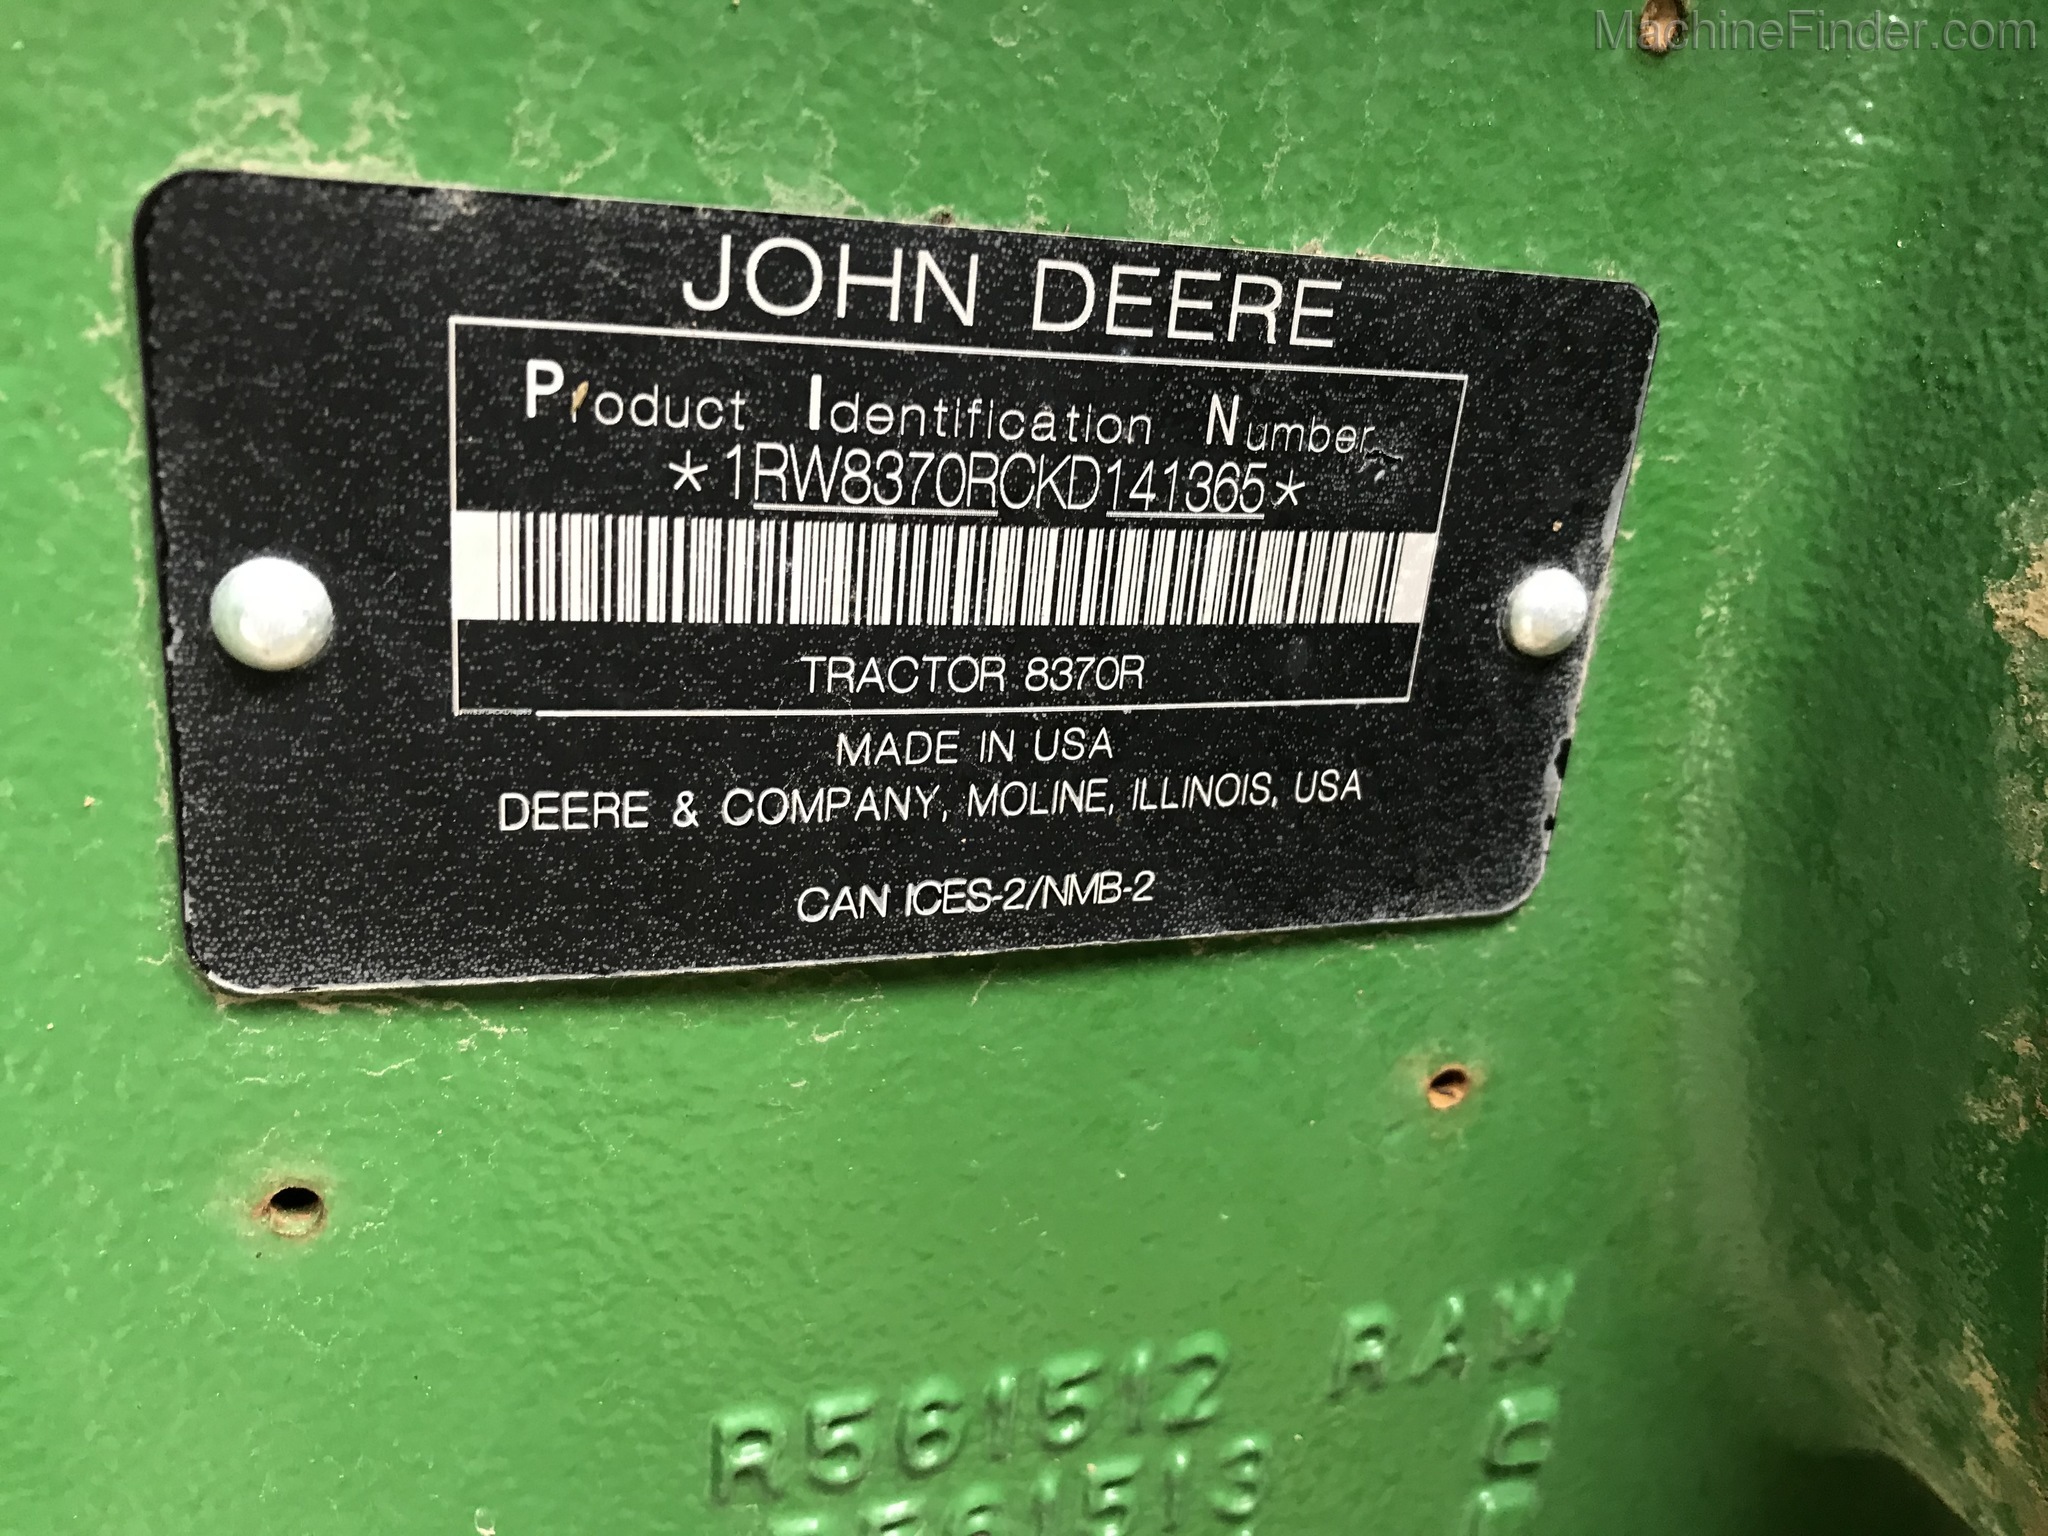 MachineFinder.com
JOHN DEERE
Product Identification Number
*1RW8370RCKD141365*
TRACTOR 8370R
MADE IN USA
DEERE & COMPANY, MOLINE, ILLINOIS, USA
CAN ICES-2/NMB-2
R561512 RAW
C